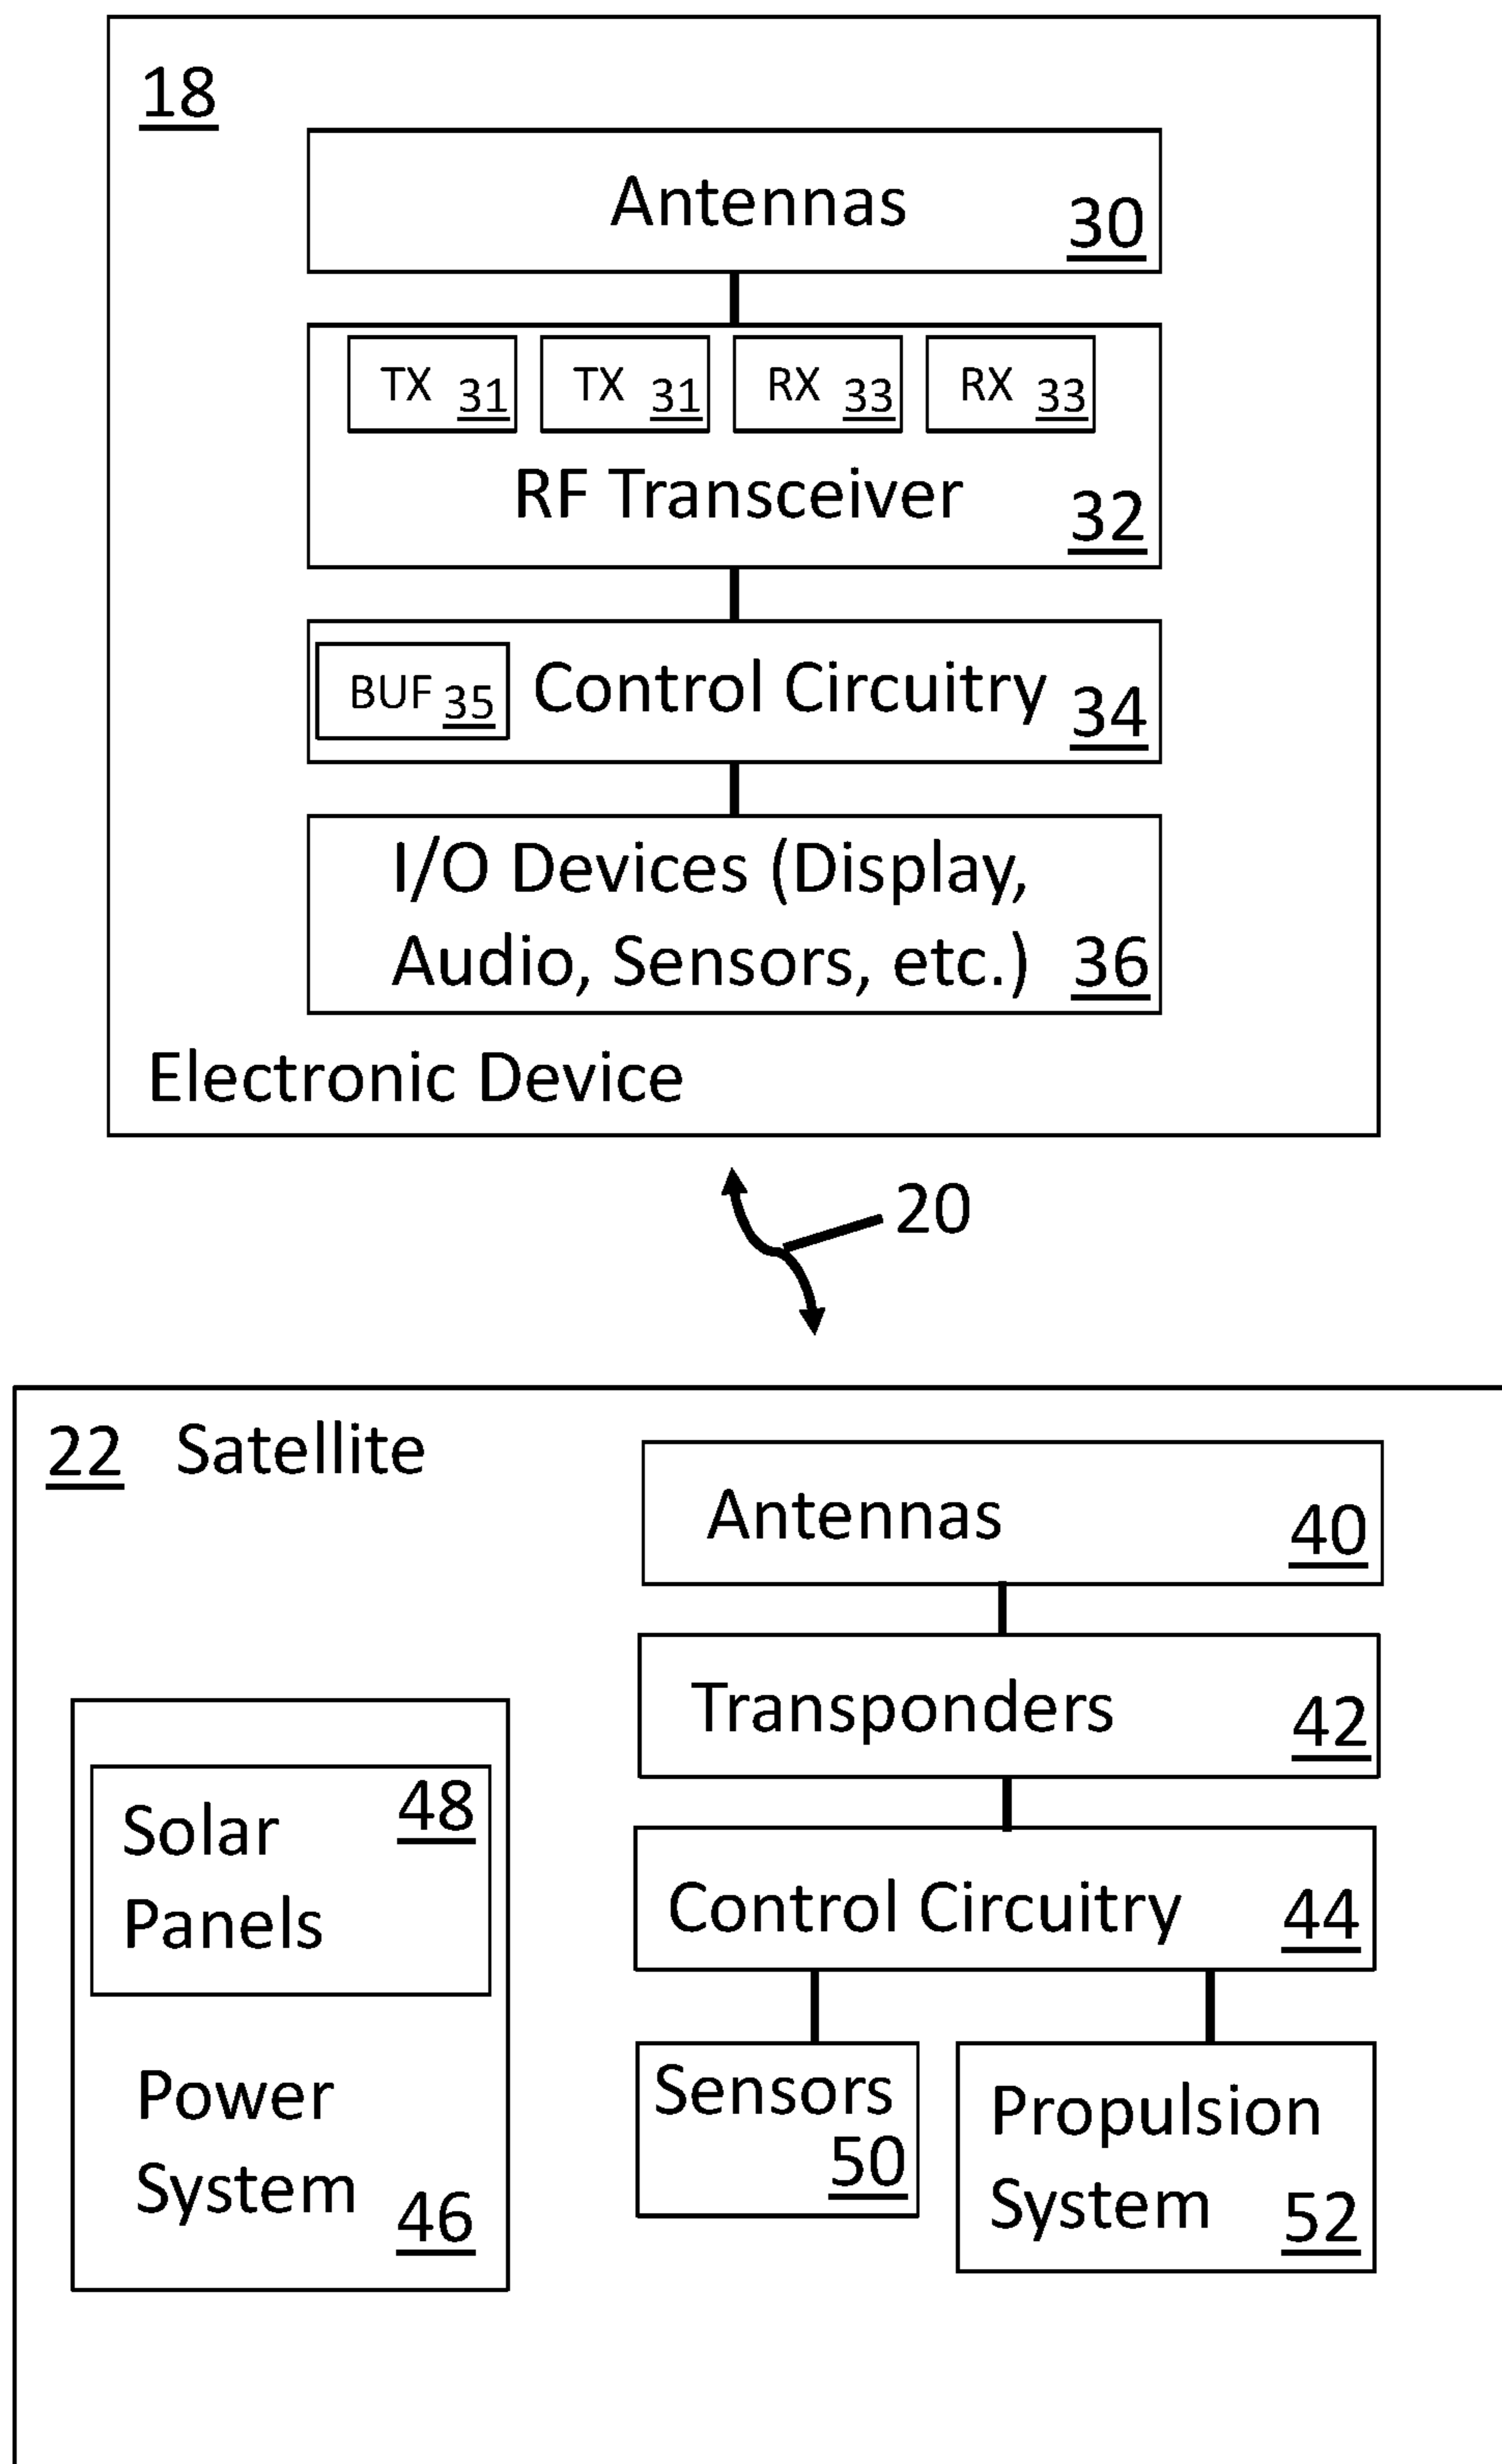 18
Antennas 30
TX 31 TX 31 RX 33 RX 33
RF Transceiver 32
BUF 35 Control Circuitry 34
I/O Devices (Display,
Audio, Sensors, etc.) 36
Electronic Device
20
22 Satellite
Antennas 40
Transponders 42
Solar 48
Panels
Power
System 46
Control Circuitry 44
Sensors
50
Propulsion
System 52